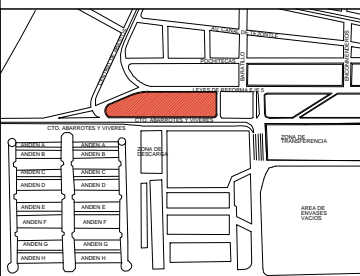 AV. CANAL DE TEZONTLE
POCHTECAS
BARATILLO
ENCOMENDEROS
LEYES DE REFORMA EJE 5
CTO. ABARROTES Y VIVERES
CTO. ABARROTES Y VIVERES
ZONA DE
TRANSFERENCIA
ZONA DE
DESCARGA
ANDEN A
ANDEN A
ANDEN B
ANDEN B
ANDEN C
ANDEN C
ANDEN D
ANDEN D
ANDEN E
ANDEN E
ANDEN F
ANDEN F
ANDEN G
ANDEN G
ANDEN H
ANDEN H
AREA DE
ENVASES
VACIOS